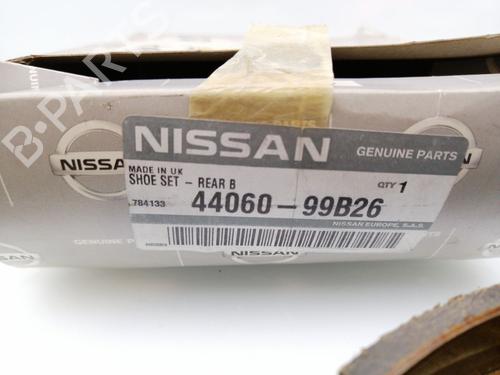 NISSAN
GENUINE PARTS
MADE IN UK
SHOE SET - REAR B
QTY 1
784133
44060-99B26
NISSAN EUROPE, S.A.S.
NISSAN
GENUINE PARTS
NISSAN
NISSAN
B-PARTS